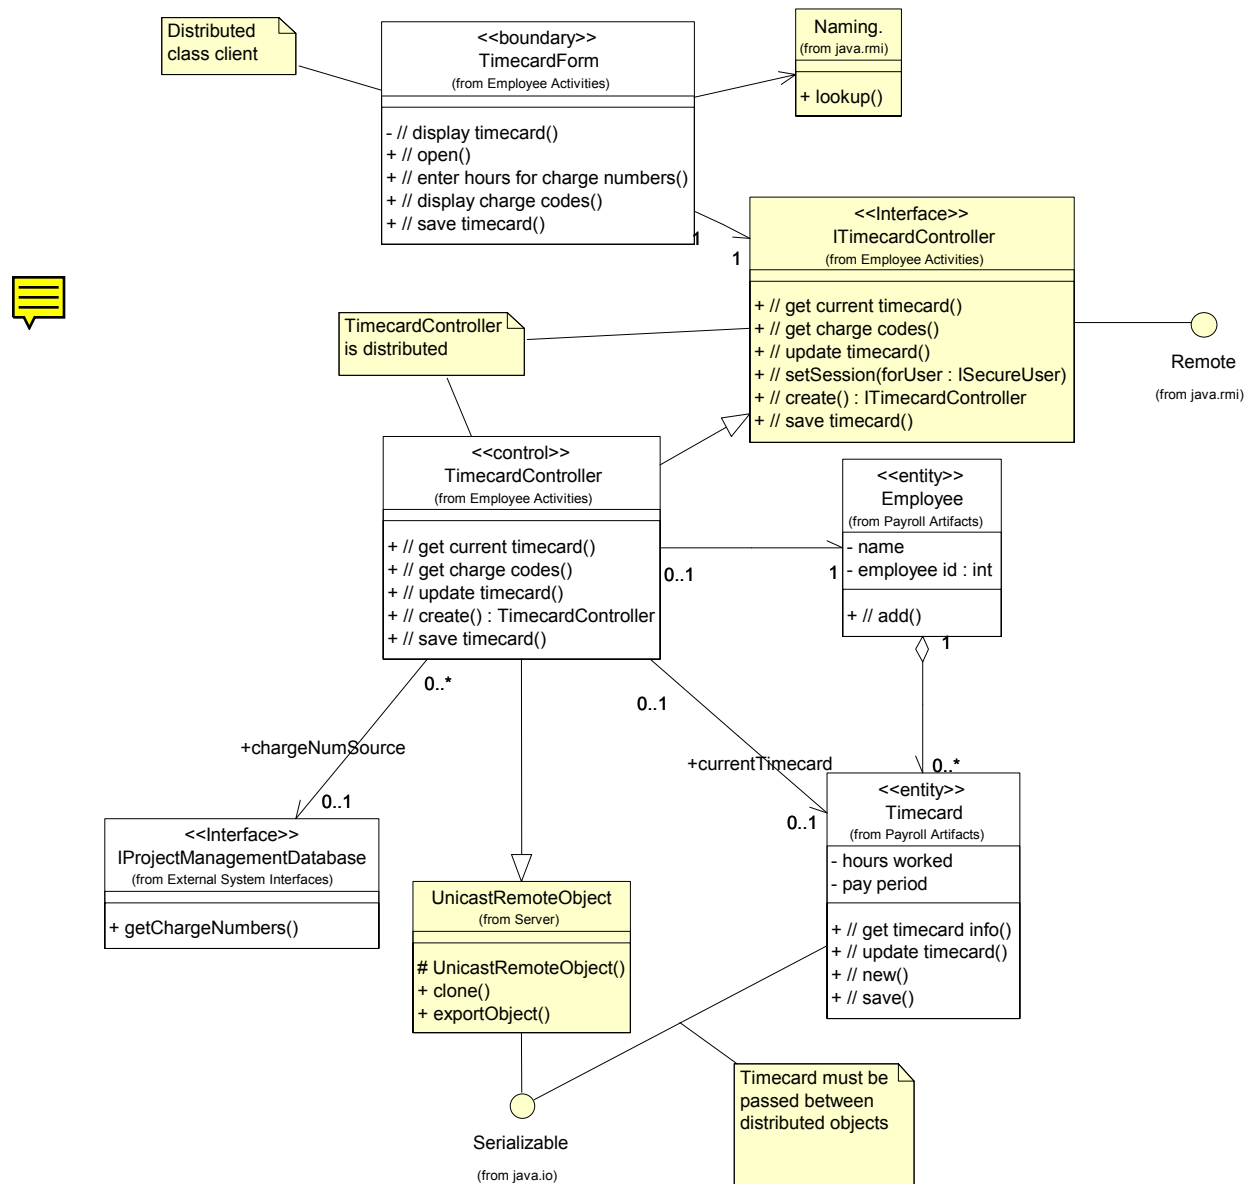 Distributed
class client
<<boundary>>
TimecardForm
(from Employee Activities)
- // display timecard()
+ // open()
+ // enter hours for charge numbers()
+ // display charge codes()
+ // save timecard()
Naming.
(from java.rmi)
+ lookup()
1
1
<<Interface>>
ITimecardController
(from Employee Activities)
+ // get current timecard()
+ // get charge codes()
+ // update timecard()
+ // setSession(forUser : ISecureUser)
+ // create() : ITimecardController
+ // save timecard()
Remote
(from java.rmi)
TimecardController
is distributed
<<control>>
TimecardController
(from Employee Activities)
+ // get current timecard()
+ // get charge codes()
+ // update timecard()
+ // create() : TimecardController
+ // save timecard()
0..1
1
<<entity>>
Employee
(from Payroll Artifacts)
- name
- employee id : int
+ // add()
1
0..*
0..*
+chargeNumSource
0..1
0..1
+currentTimecard
0..1
<<Interface>>
IProjectManagementDatabase
(from External System Interfaces)
+ getChargeNumbers()
UnicastRemoteObject
(from Server)
# UnicastRemoteObject()
+ clone()
+ exportObject()
<<entity>>
Timecard
(from Payroll Artifacts)
- hours worked
- pay period
+ // get timecard info()
+ // update timecard()
+ // new()
+ // save()
Serializable
(from java.io)
Timecard must be
passed between
distributed objects